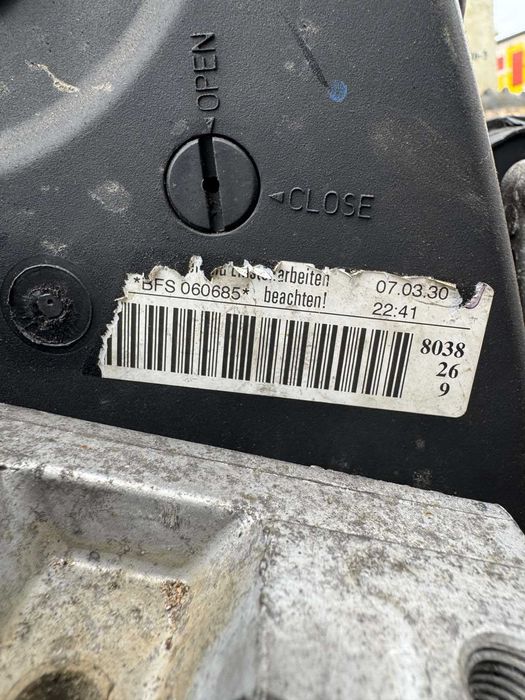 OPEN
CLOSE
arbeiten 07.03.30
*BFS 060685* beachten! 22:41
8038
26
9